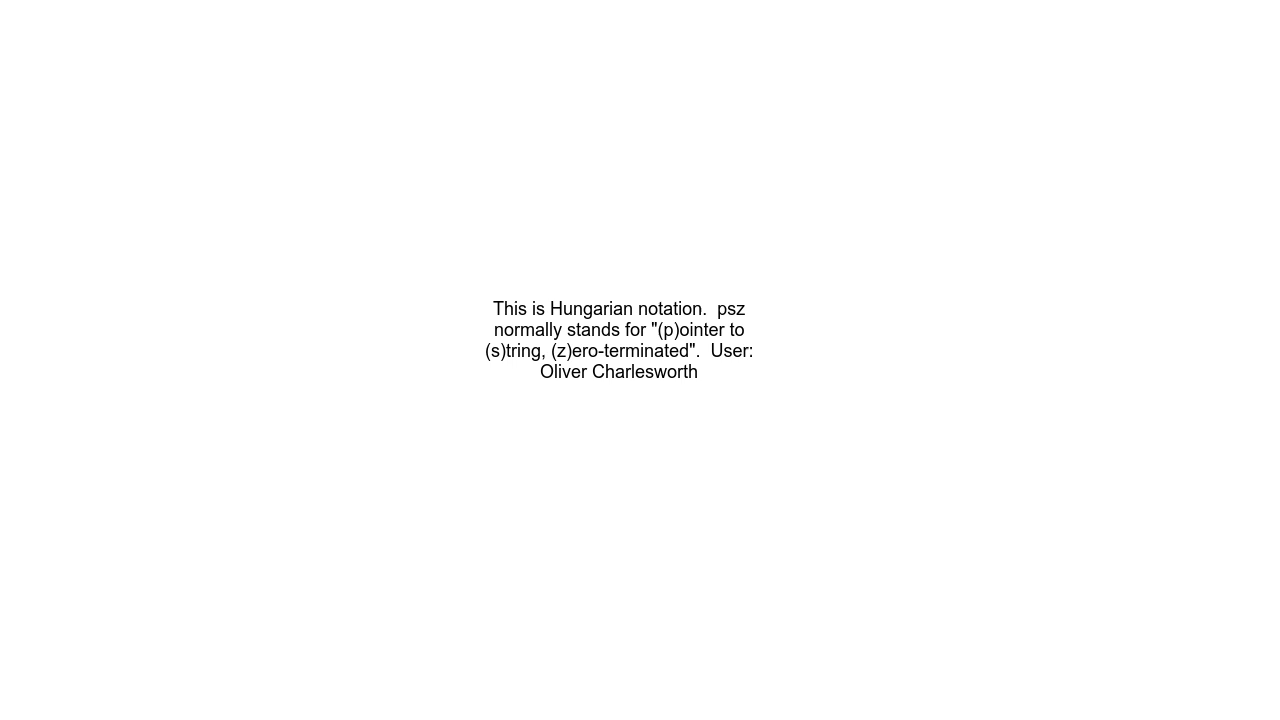 This is Hungarian notation.  psz
normally stands for "(p)ointer to
(s)tring, (z)ero-terminated".  User:
Oliver Charlesworth